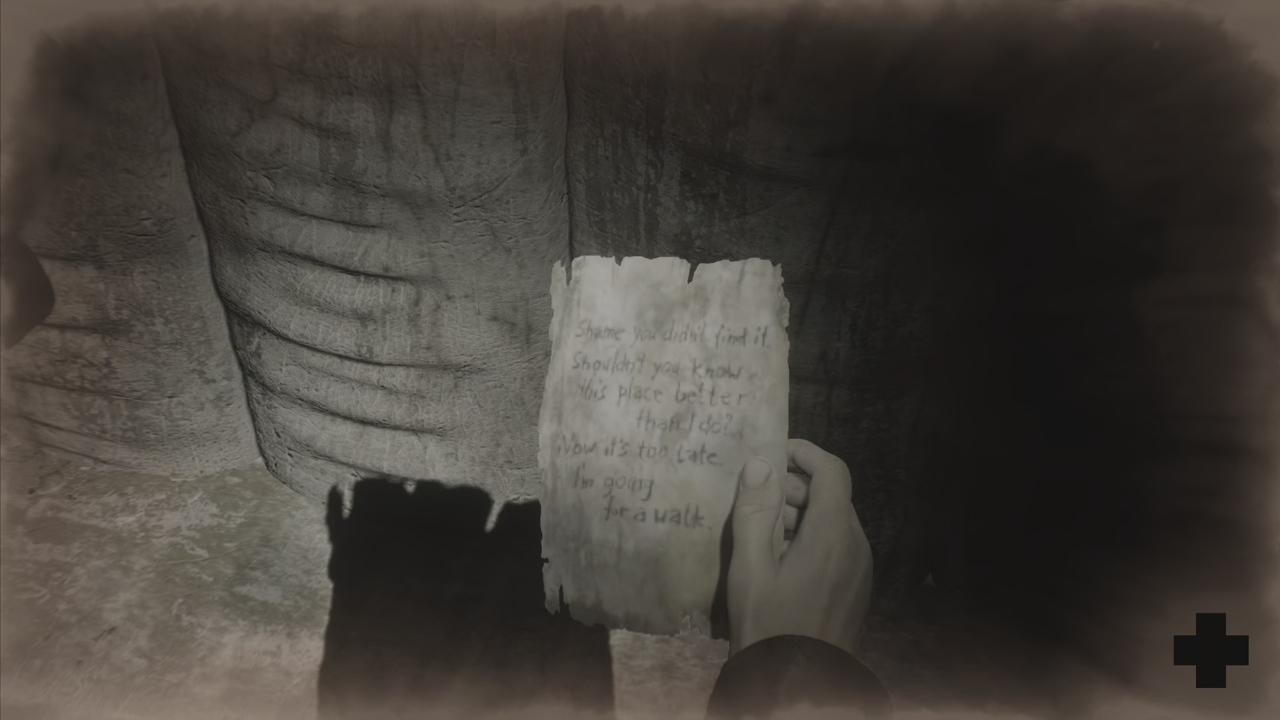 Shame you didn't find it.
Shouldn't you know
this place better
than I do?
Now it's too late.
I'm going
for a walk.